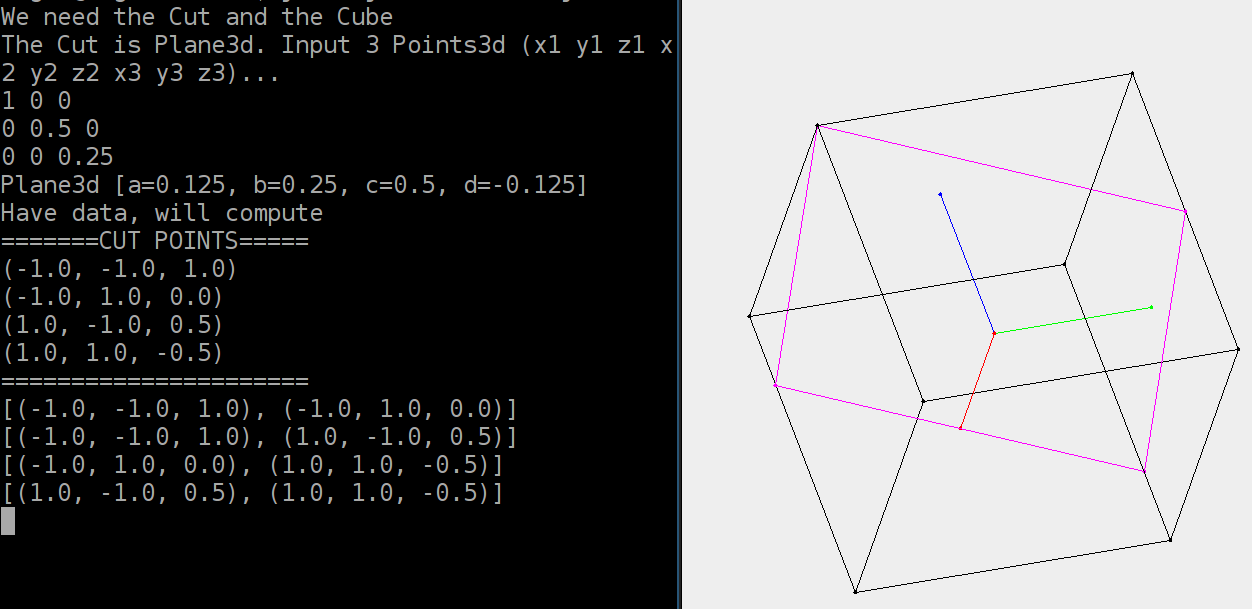 We need the Cut and the Cube
The Cut is Plane3d. Input 3 Points3d (x1 y1 z1 x
2 y2 z2 x3 y3 z3)...
1 0 0
0 0.5 0
0 0 0.25
Plane3d [a=0.125, b=0.25, c=0.5, d=-0.125]
Have data, will compute
=======CUT POINTS=====
(-1.0, -1.0, 1.0)
(-1.0, 1.0, 0.0)
(1.0, -1.0, 0.5)
(1.0, 1.0, -0.5)
======================
[(-1.0, -1.0, 1.0), (-1.0, 1.0, 0.0)]
[(-1.0, -1.0, 1.0), (1.0, -1.0, 0.5)]
[(-1.0, 1.0, 0.0), (1.0, 1.0, -0.5)]
[(1.0, -1.0, 0.5), (1.0, 1.0, -0.5)]